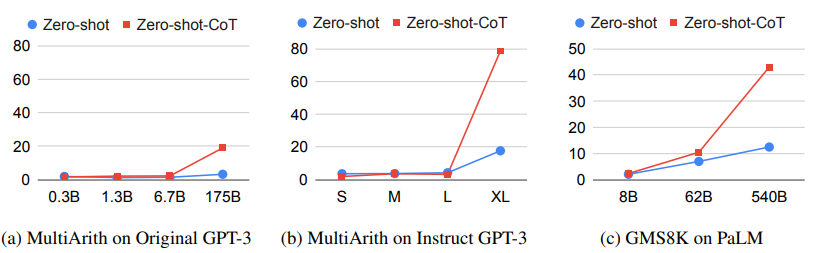 Zero-shot Zero-shot-CoT
80
60
40
20
0
0.3B 1.3B 6.7B 175B
(a) MultiArith on Original GPT-3
Zero-shot Zero-shot-CoT
80
60
40
20
0
S M L XL
(b) MultiArith on Instruct GPT-3
Zero-shot Zero-shot-CoT
50
40
30
20
10
0
8B 62B 540B
(c) GMS8K on PaLM